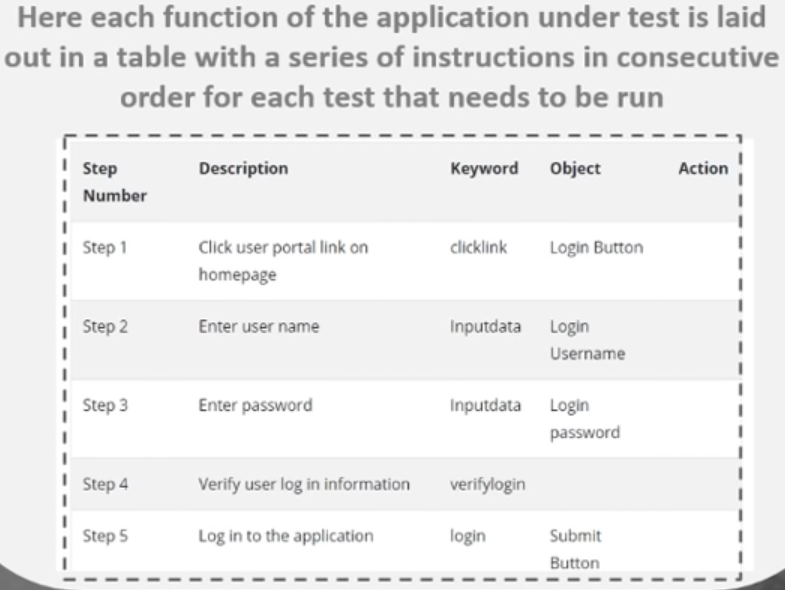 Here each function of the application under test is laid
out in a table with a series of instructions in consecutive
order for each test that needs to be run
Step Number Description Keyword Object Action
Step 1 Click user portal link on homepage clicklink Login Button
Step 2 Enter user name Inputdata Login Username
Step 3 Enter password Inputdata Login password
Step 4 Verify user log in information verifylogin
Step 5 Log in to the application login Submit Button